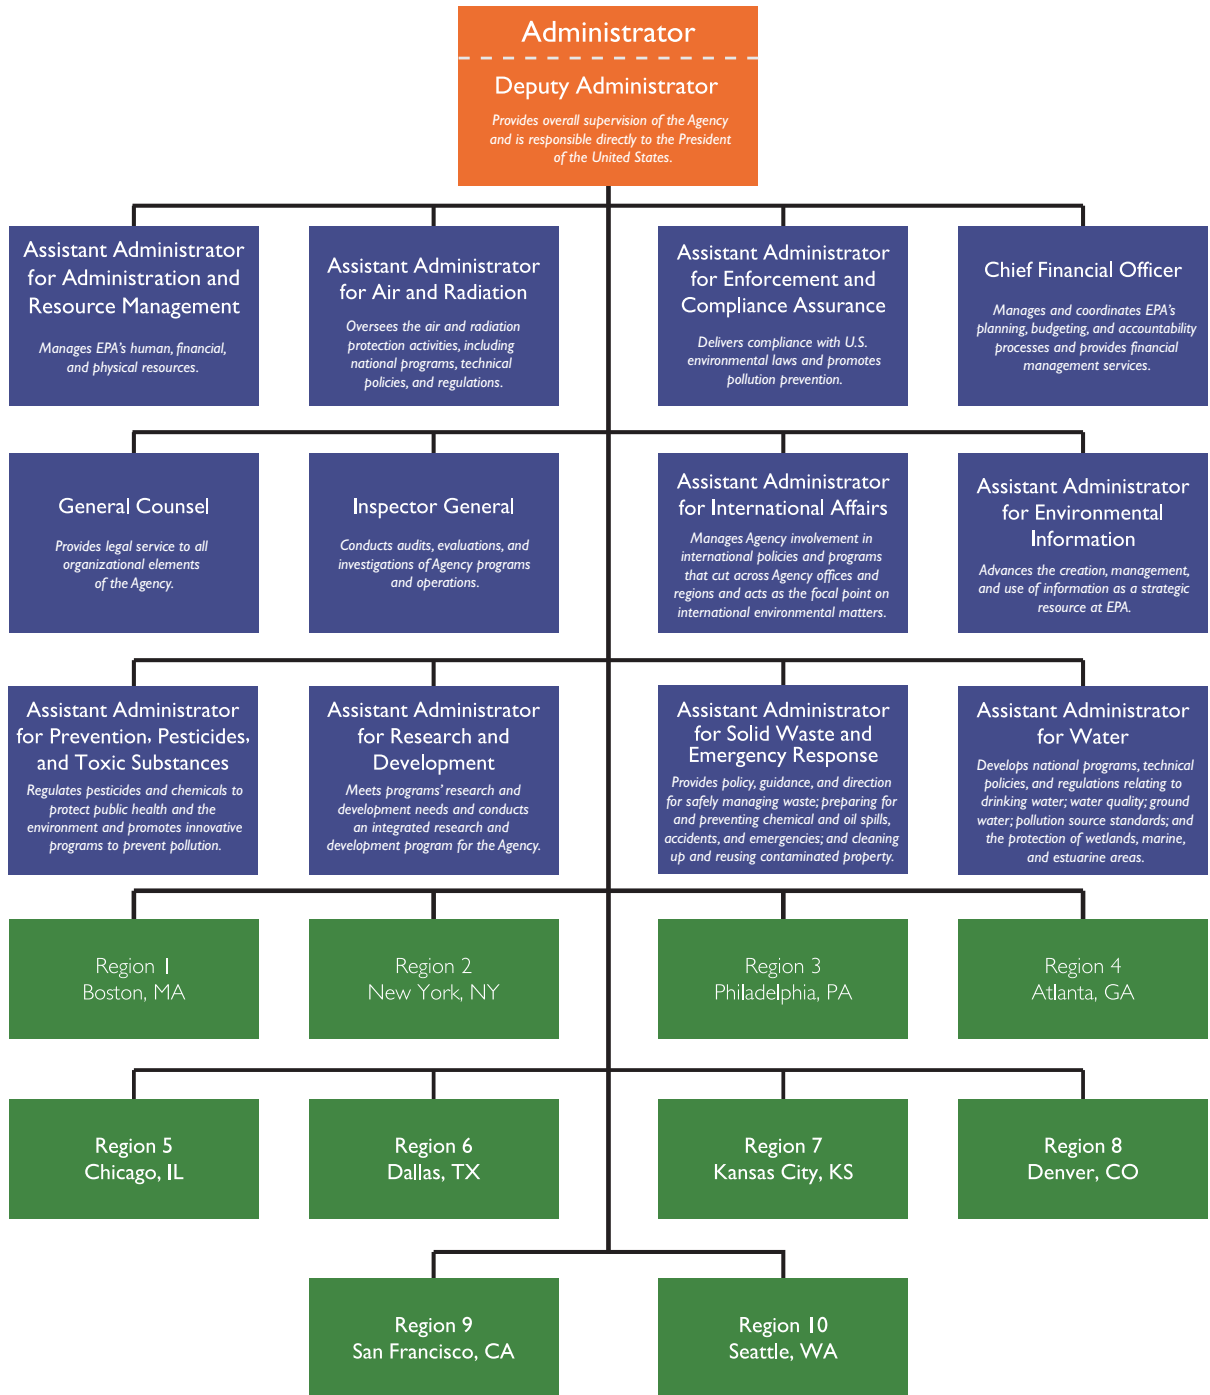 Administrator
Deputy Administrator
Provides overall supervision of the Agency
and is responsible directly to the President
of the United States.
Assistant Administrator
for Administration and
Resource Management
Manages EPA's human, financial,
and physical resources.
Assistant Administrator
for Air and Radiation
Oversees the air and radiation
protection activities, including
national programs, technical
policies, and regulations.
Assistant Administrator
for Enforcement and
Compliance Assurance
Delivers compliance with U.S.
environmental laws and promotes
pollution prevention.
Chief Financial Officer
Manages and coordinates EPA's
planning, budgeting, and accountability
processes and provides financial
management services.
General Counsel
Provides legal service to all
organizational elements
of the Agency.
Inspector General
Conducts audits, evaluations, and
investigations of Agency programs
and operations.
Assistant Administrator
for International Affairs
Manages Agency involvement in
international policies and programs
that cut across Agency offices and
regions and acts as the focal point on
international environmental matters.
Assistant Administrator
for Environmental
Information
Advances the creation, management,
and use of information as a strategic
resource at EPA.
Assistant Administrator
for Prevention, Pesticides,
and Toxic Substances
Regulates pesticides and chemicals to
protect public health and the
environment and promotes innovative
programs to prevent pollution.
Assistant Administrator
for Research and
Development
Meets programs' research and
development needs and conducts
an integrated research and
development program for the Agency.
Assistant Administrator
for Solid Waste and
Emergency Response
Provides policy, guidance, and direction
for safely managing waste; preparing for
and preventing chemical and oil spills,
accidents, and emergencies; and cleaning
up and reusing contaminated property.
Assistant Administrator
for Water
Develops national programs, technical
policies, and regulations relating to
drinking water; water quality; ground
water; pollution source standards; and
the protection of wetlands, marine,
and estuarine areas.
Region 1
Boston, MA
Region 2
New York, NY
Region 3
Philadelphia, PA
Region 4
Atlanta, GA
Region 5
Chicago, IL
Region 6
Dallas, TX
Region 7
Kansas City, KS
Region 8
Denver, CO
Region 9
San Francisco, CA
Region 10
Seattle, WA